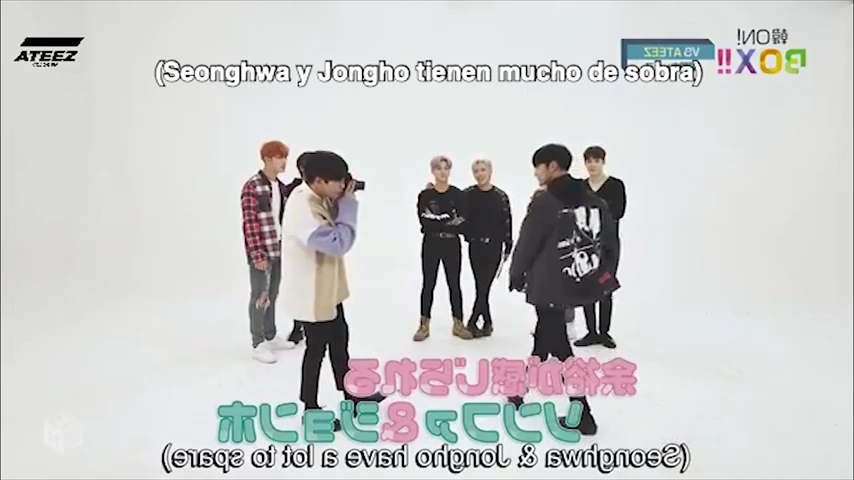 ATEEZ
韓ON!
BOX!!
VS ATEEZ
(Seonghwa y Jongho tienen mucho de sobra)
余裕が感じられる
ソンファ&ジョンホ
(Seonghwa & Jongho have a lot to spare)